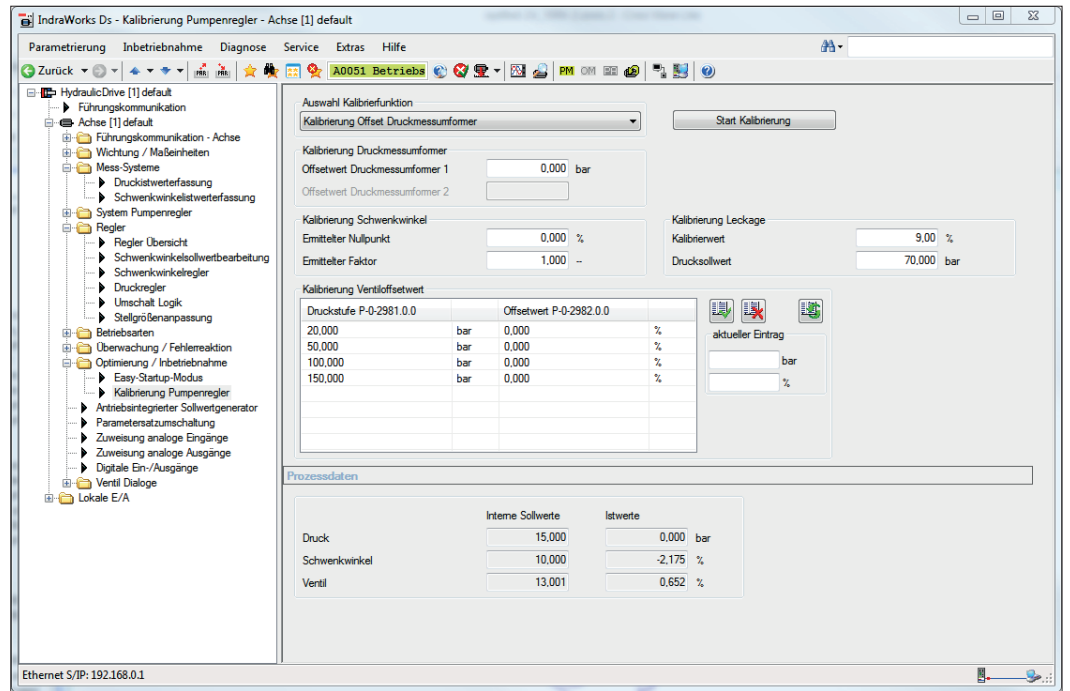 IndraWorks Ds - Kalibrierung Pumpenregler - Achse [1] default
Parametrierung Inbetriebnahme Diagnose Service Extras Hilfe
Zurück PAR. PAR. A0051 Betriebs PM OM
HydraulicDrive [1] default
Führungskommunikation
Achse [1] default
Führungskommunikation - Achse
Wichtung / Maßeinheiten
Mess-Systeme
Druckistwerterfassung
Schwenkwinkelistwerterfassung
System Pumpenregler
Regler
Regler Übersicht
Schwenkwinkelsollwertbearbeitung
Schwenkwinkelregler
Druckregler
Umschalt Logik
Stellgrößenanpassung
Betriebsarten
Überwachung / Fehlerreaktion
Optimierung / Inbetriebnahme
Easy-Startup-Modus
Kalibrierung Pumpenregler
Antriebsintegrierter Sollwertgenerator
Parametersatzumschaltung
Zuweisung analoge Eingänge
Zuweisung analoge Ausgänge
Digitale Ein-/Ausgänge
Ventil Dialoge
Lokale E/A
Auswahl Kalibrierfunktion
Kalibrierung Offset Druckmessumformer
Start Kalibrierung
Kalibrierung Druckmessumformer
Offsetwert Druckmessumformer 1 0,000 bar
Offsetwert Druckmessumformer 2
Kalibrierung Schwenkwinkel
Ermittelter Nullpunkt 0,000 %
Ermittelter Faktor 1,000 --
Kalibrierung Leckage
Kalibrierwert 9,00 %
Drucksollwert 70,000 bar
Kalibrierung Ventiloffsetwert
Druckstufe P-0-2981.0.0 Offsetwert P-0-2982.0.0
20,000 bar 0,000 %
50,000 bar 0,000 %
100,000 bar 0,000 %
150,000 bar 0,000 %
aktueller Eintrag
bar
%
Prozessdaten
Interne Sollwerte Istwerte
Druck 15,000 0,000 bar
Schwenkwinkel 10,000 -2,175 %
Ventil 13,001 0,652 %
Ethernet S/IP: 192.168.0.1